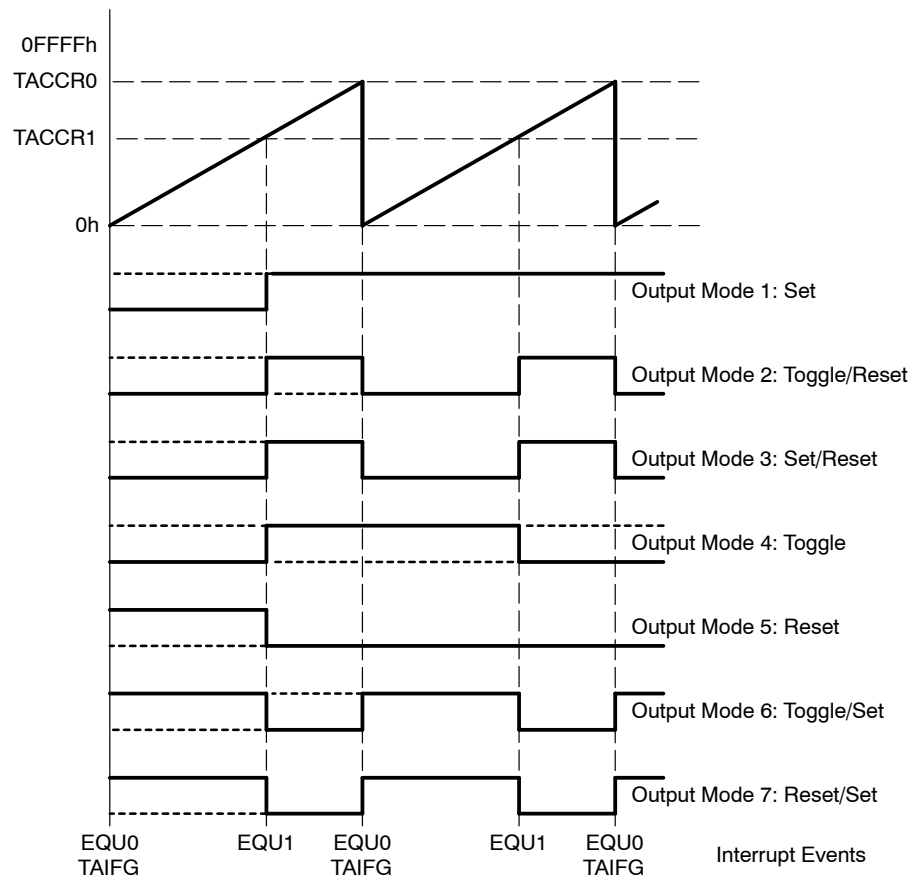 0FFFFh
TACCR0
TACCR1
0h
Output Mode 1: Set
Output Mode 2: Toggle/Reset
Output Mode 3: Set/Reset
Output Mode 4: Toggle
Output Mode 5: Reset
Output Mode 6: Toggle/Set
Output Mode 7: Reset/Set
EQU0
TAIFG
EQU1
EQU0
TAIFG
EQU1
EQU0
TAIFG
Interrupt Events